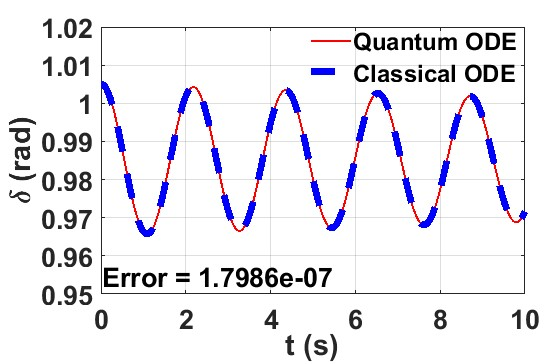 1.02
1.01
1
0.99
0.98
0.97
0.96
0.95
δ (rad)
Quantum ODE
Classical ODE
Error = 1.7986e-07
0 2 4 6 8 10
t (s)